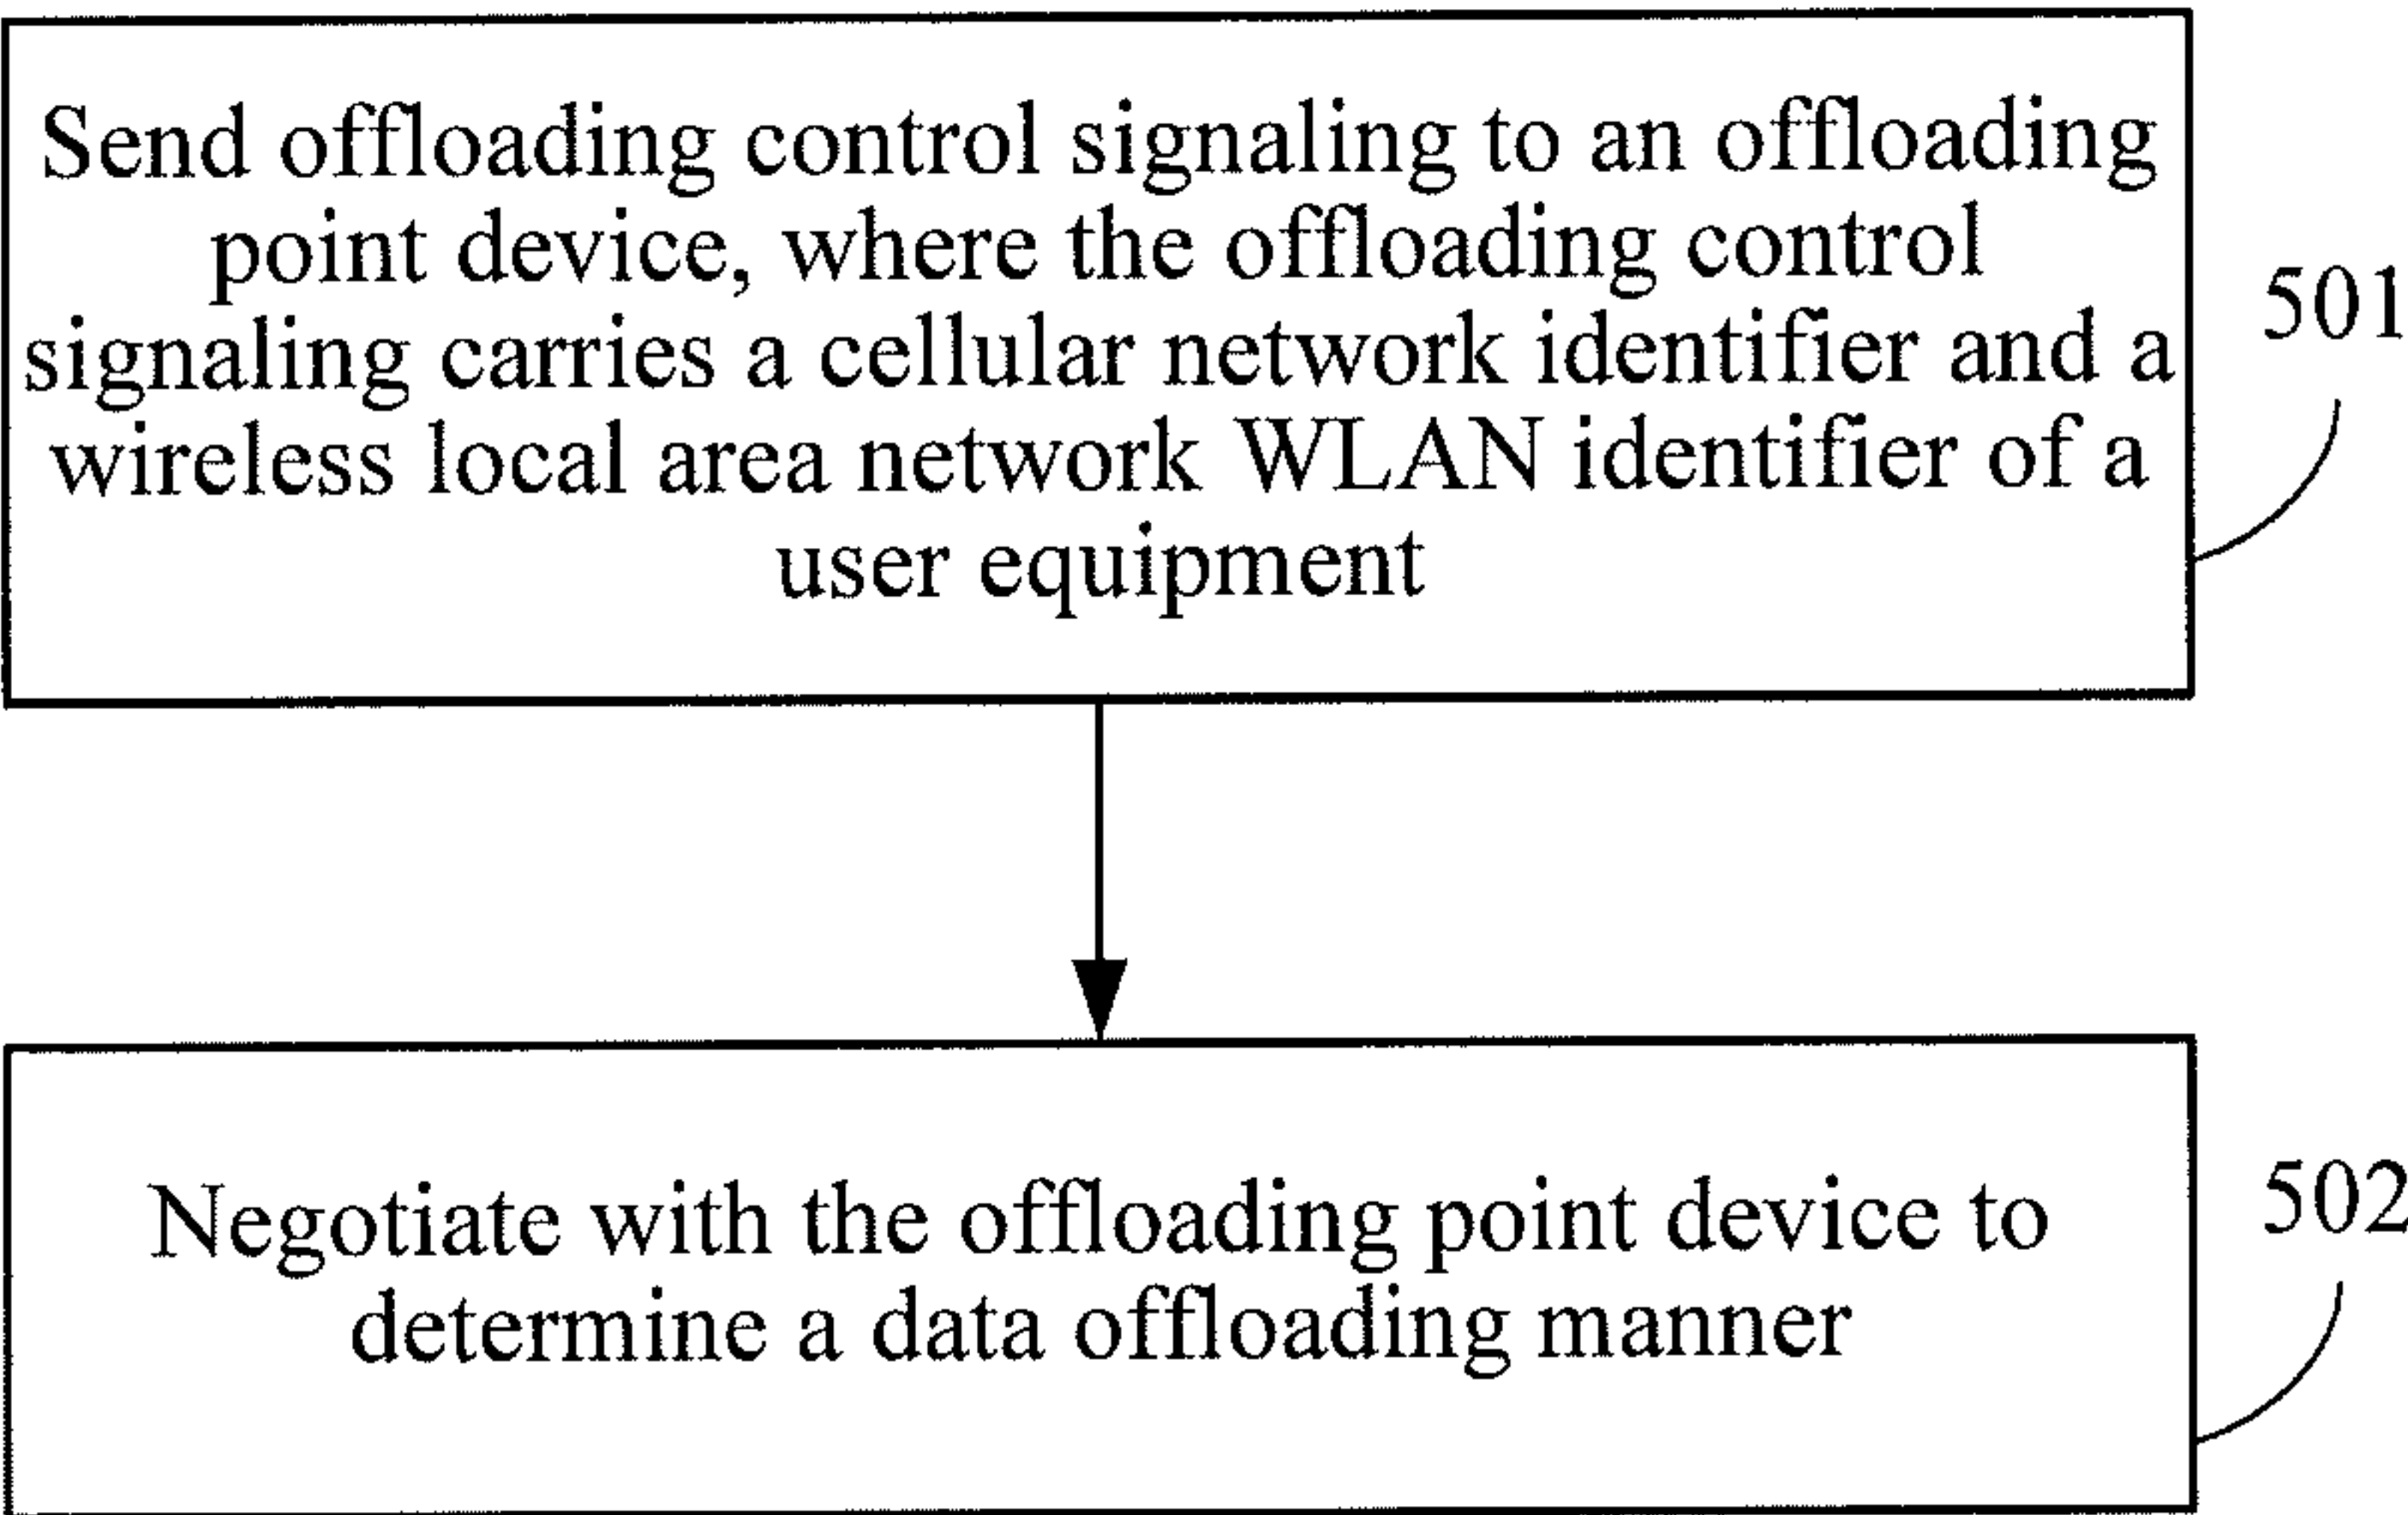 Send offloading control signaling to an offloading
point device, where the offloading control
signaling carries a cellular network identifier and a
wireless local area network WLAN identifier of a
user equipment
501
Negotiate with the offloading point device to
determine a data offloading manner
502